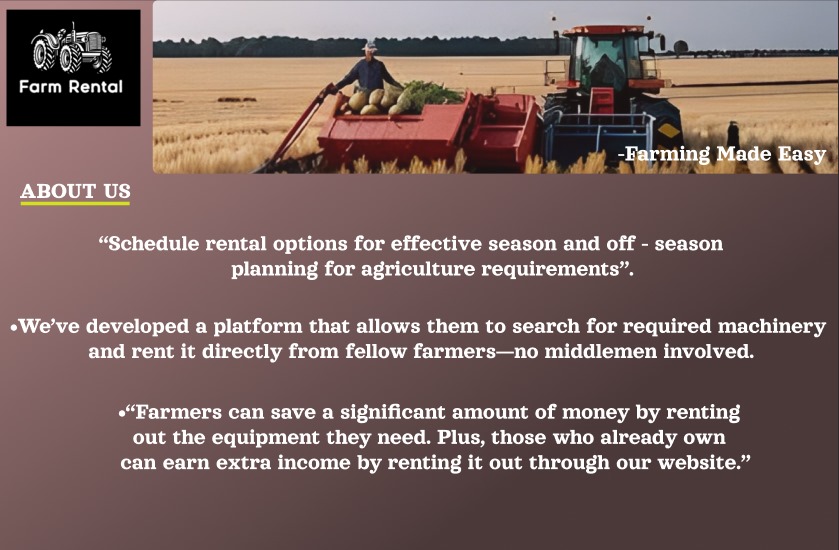 Farm Rental
-Farming Made Easy
ABOUT US
“Schedule rental options for effective season and off - season
planning for agriculture requirements”.
•We’ve developed a platform that allows them to search for required machinery
and rent it directly from fellow farmers—no middlemen involved.
•“Farmers can save a significant amount of money by renting
out the equipment they need. Plus, those who already own
can earn extra income by renting it out through our website.”